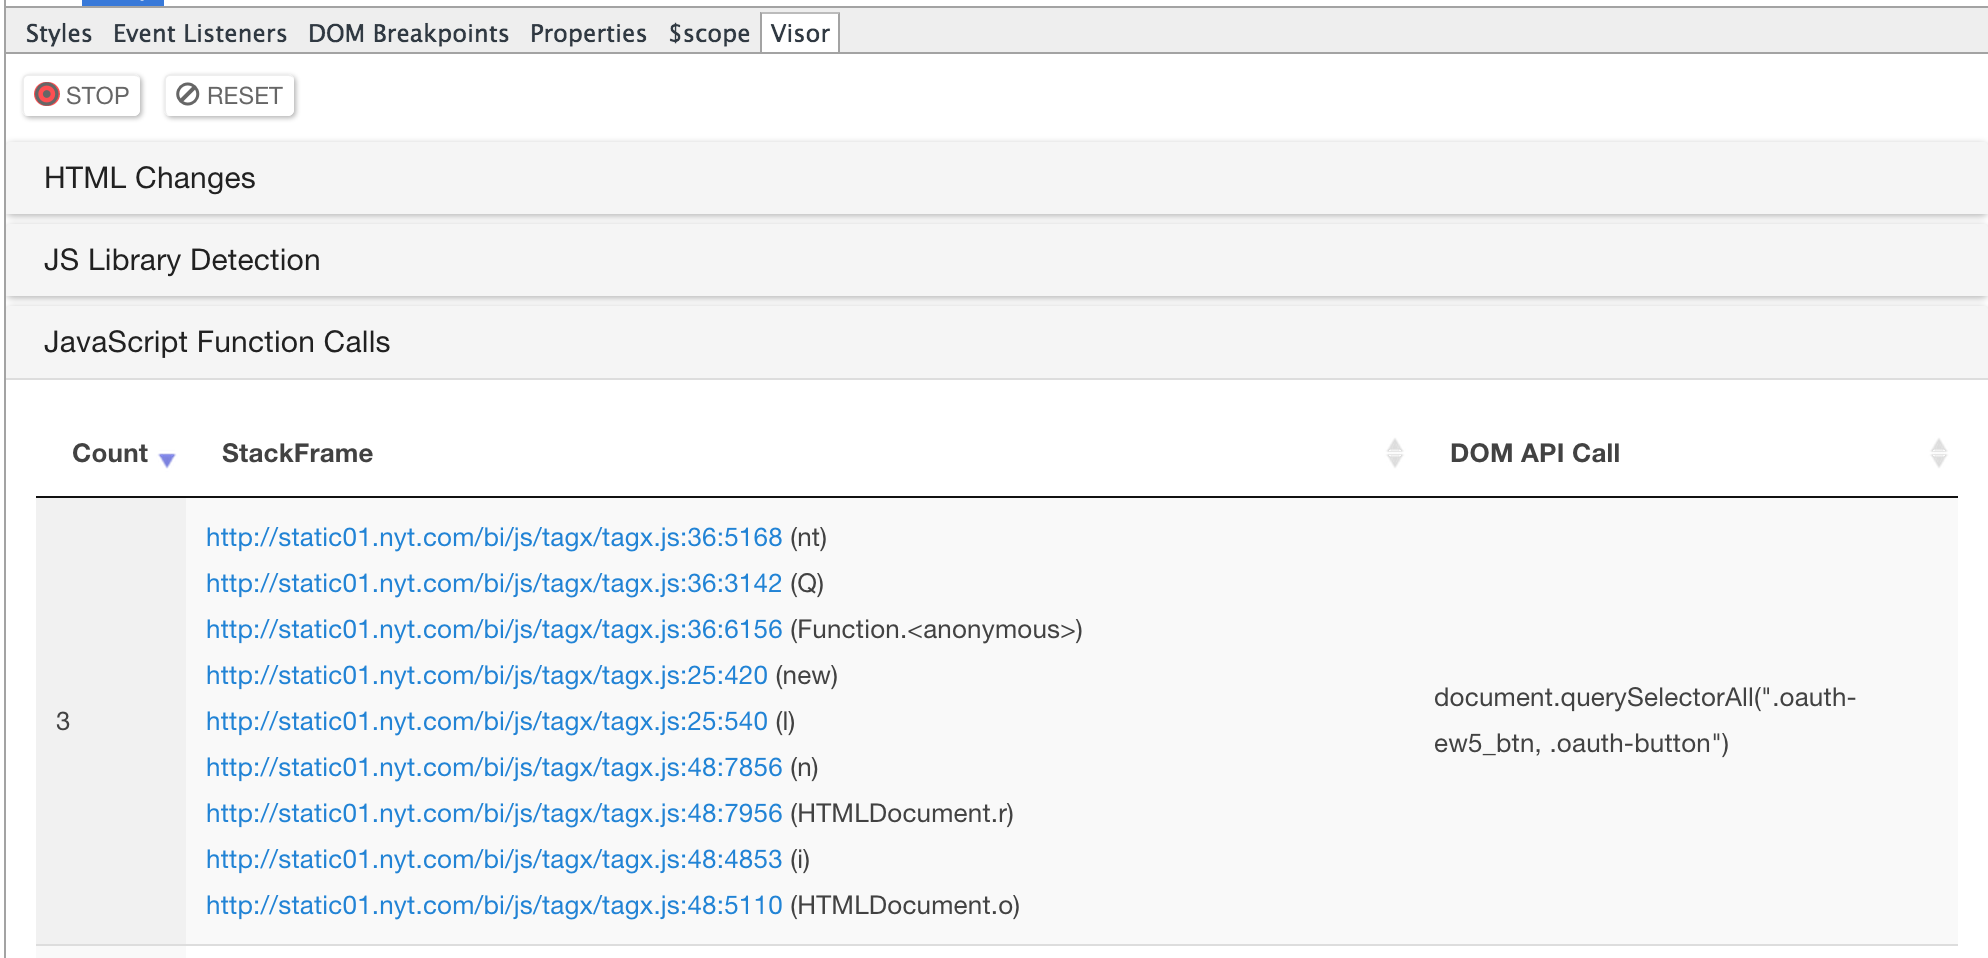 Styles Event Listeners DOM Breakpoints Properties $scope Visor
STOP RESET
HTML Changes
JS Library Detection
JavaScript Function Calls
Count StackFrame DOM API Call
http://static01.nyt.com/bi/js/tagx/tagx.js:36:5168 (nt)
http://static01.nyt.com/bi/js/tagx/tagx.js:36:3142 (Q)
http://static01.nyt.com/bi/js/tagx/tagx.js:36:6156 (Function.<anonymous>)
http://static01.nyt.com/bi/js/tagx/tagx.js:25:420 (new)
3
http://static01.nyt.com/bi/js/tagx/tagx.js:25:540 (l)
http://static01.nyt.com/bi/js/tagx/tagx.js:48:7856 (n)
http://static01.nyt.com/bi/js/tagx/tagx.js:48:7956 (HTMLDocument.r)
http://static01.nyt.com/bi/js/tagx/tagx.js:48:4853 (i)
http://static01.nyt.com/bi/js/tagx/tagx.js:48:5110 (HTMLDocument.o)
document.querySelectorAll(".oauth-
ew5_btn, .oauth-button")